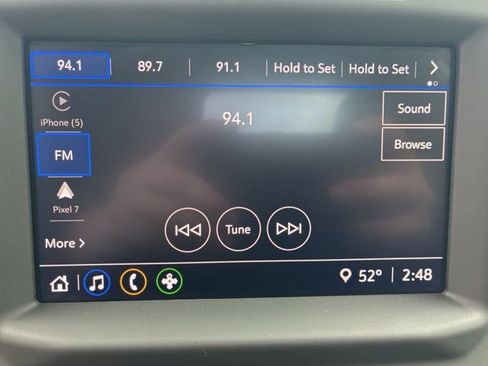 94.1 89.7 91.1 Hold to Set Hold to Set
iPhone (5)
94.1
Sound
FM
Browse
Pixel 7
Tune
More
52° 2:48